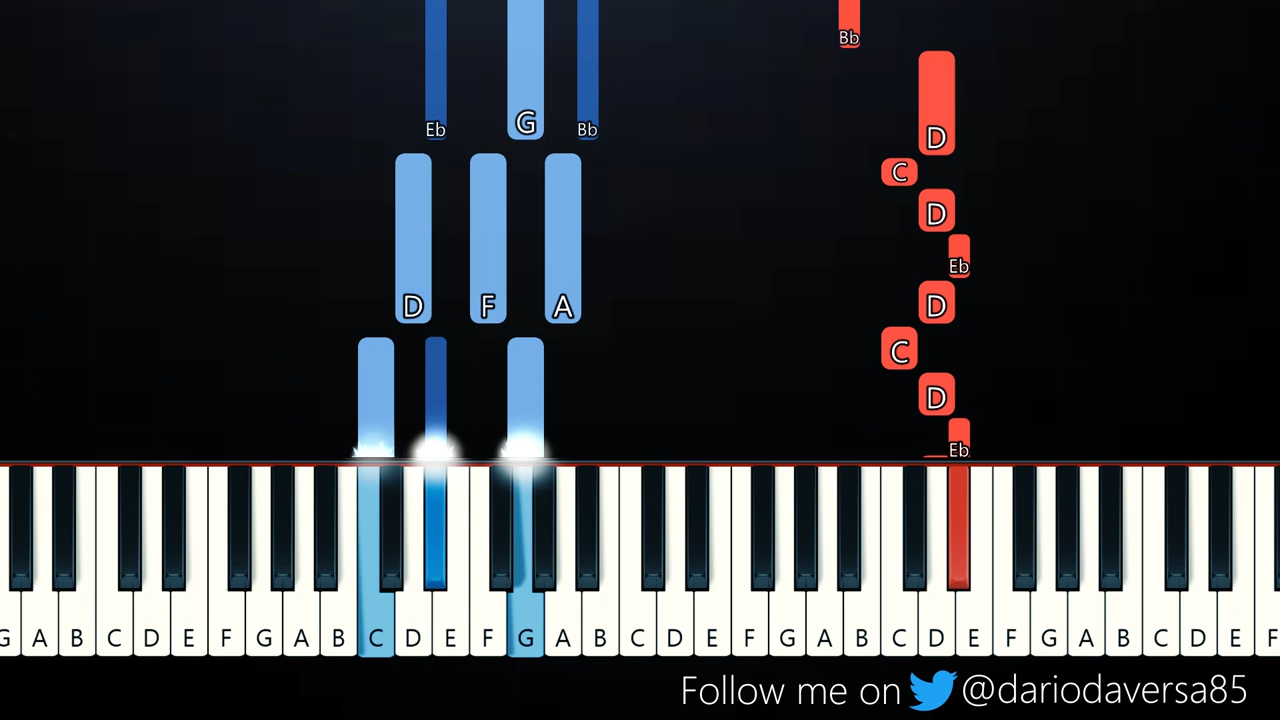 Bb
Eb G Bb D
C
D
Eb
D F A D
C
D
Eb
G A B C D E F G A B C D E F G A B C D E F G A B C D E F G A B C D E F
Follow me on @dariodaversa85